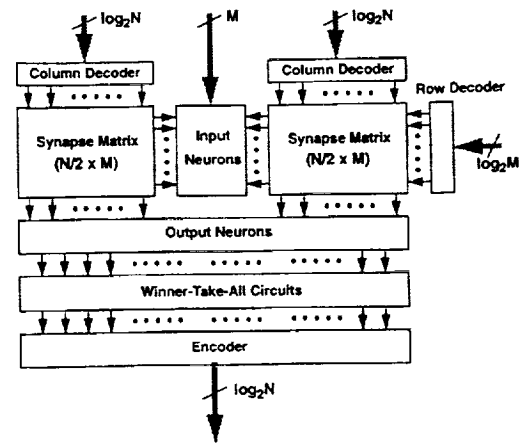 log₂N
M
log₂N
Column Decoder
Column Decoder
Row Decoder
Synapse Matrix
(N/2 x M)
Input
Neurons
Synapse Matrix
(N/2 x M)
log₂M
Output Neurons
Winner-Take-All Circuits
Encoder
log₂N